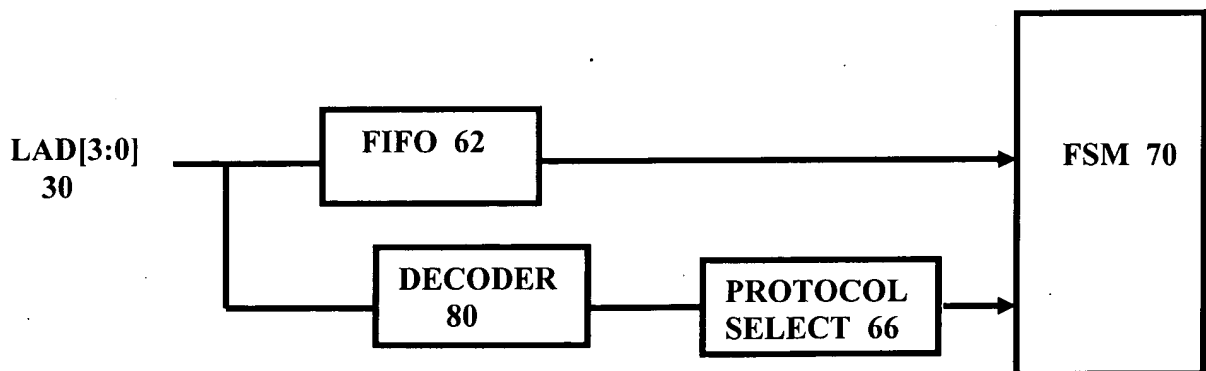 LAD[3:0]
30
FIFO 62
FSM 70
DECODER
80
PROTOCOL
SELECT 66